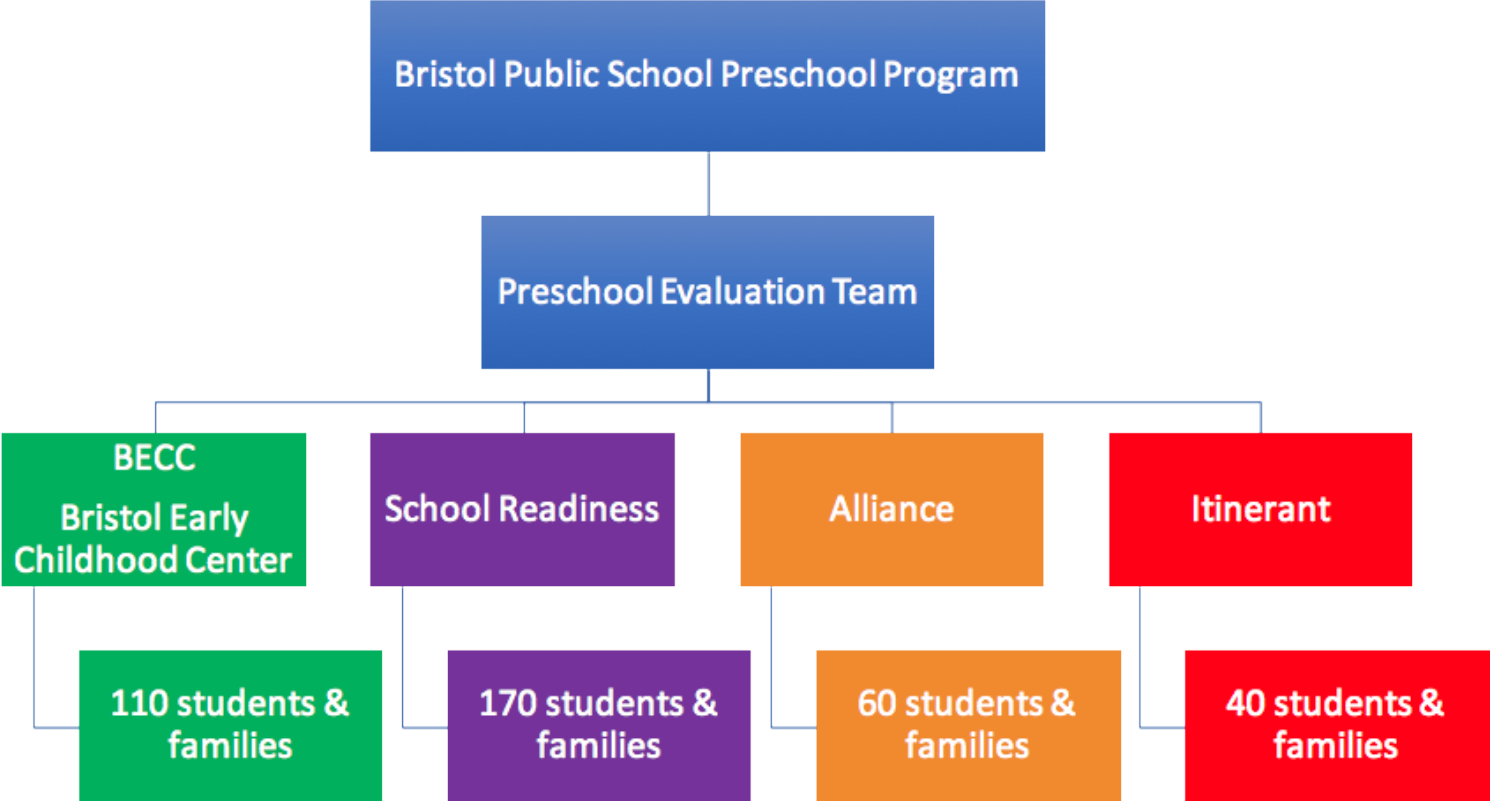 Bristol Public School Preschool Program
Preschool Evaluation Team
BECC
Bristol Early
Childhood Center
School Readiness
Alliance
Itinerant
110 students &
families
170 students &
families
60 students &
families
40 students &
families